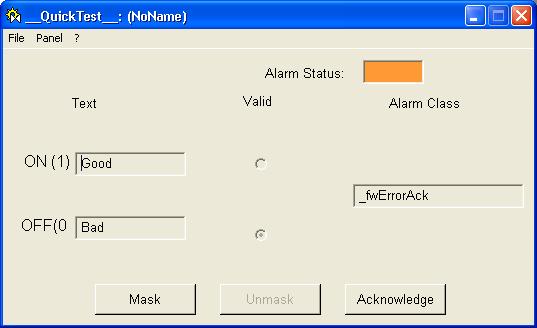 __QuickTest__: (NoName)
File Panel ?
Alarm Status:
Text Valid Alarm Class
ON (1) Good
_fwErrorAck
OFF(0 Bad
Mask Unmask Acknowledge